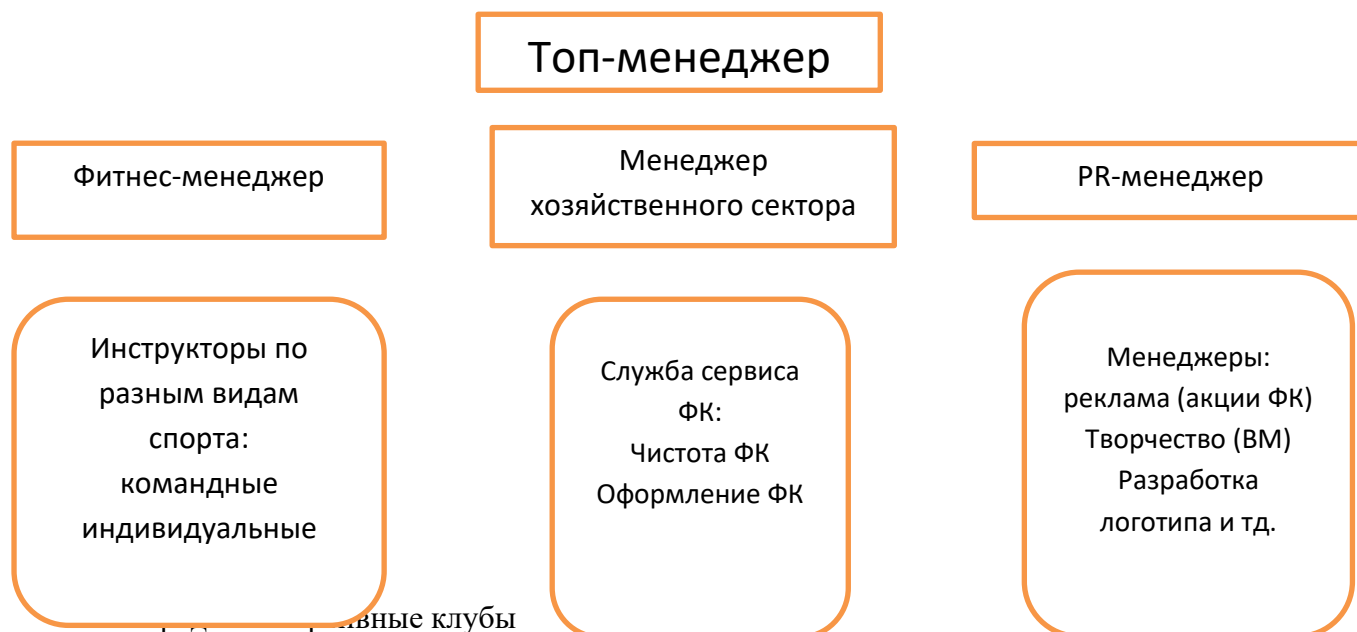 Топ-менеджер
Фитнес-менеджер
Менеджер
хозяйственного сектора
PR-менеджер
Инструкторы по
разным видам
спорта:
командные
индивидуальные
Служба сервиса
ФК:
Чистота ФК
Оформление ФК
Менеджеры:
реклама (акции ФК)
Творчество (ВМ)
Разработка
логотипа и тд.
клубы